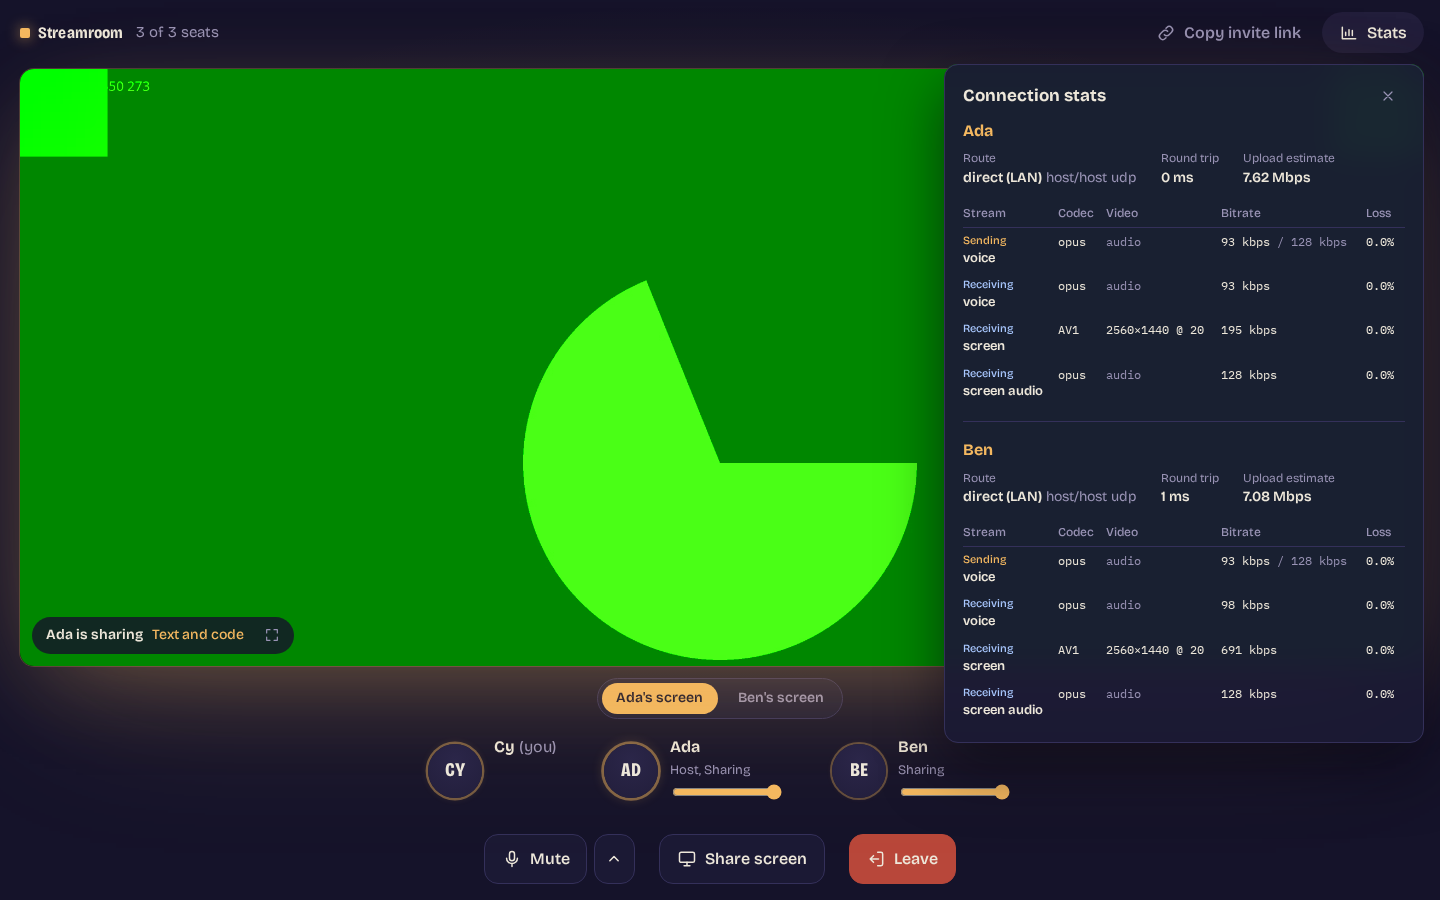 Streamroom 3 of 3 seats
Copy invite link
Stats
50 273
Connection stats
Ada
Route Round trip Upload estimate
direct (LAN) host/host udp 0 ms 7.62 Mbps
Stream Codec Video Bitrate Loss
Sending
voice opus audio 93 kbps / 128 kbps 0.0%
Receiving
voice opus audio 93 kbps 0.0%
Receiving
screen AV1 2560×1440 @ 20 195 kbps 0.0%
Receiving
screen audio opus audio 128 kbps 0.0%
Ben
Route Round trip Upload estimate
direct (LAN) host/host udp 1 ms 7.08 Mbps
Stream Codec Video Bitrate Loss
Sending
voice opus audio 93 kbps / 128 kbps 0.0%
Receiving
voice opus audio 98 kbps 0.0%
Receiving
screen AV1 2560×1440 @ 20 691 kbps 0.0%
Receiving
screen audio opus audio 128 kbps 0.0%
Ada is sharing Text and code
Ada's screen Ben's screen
CY Cy (you)
AD Ada
Host, Sharing
BE Ben
Sharing
Mute
Share screen
Leave